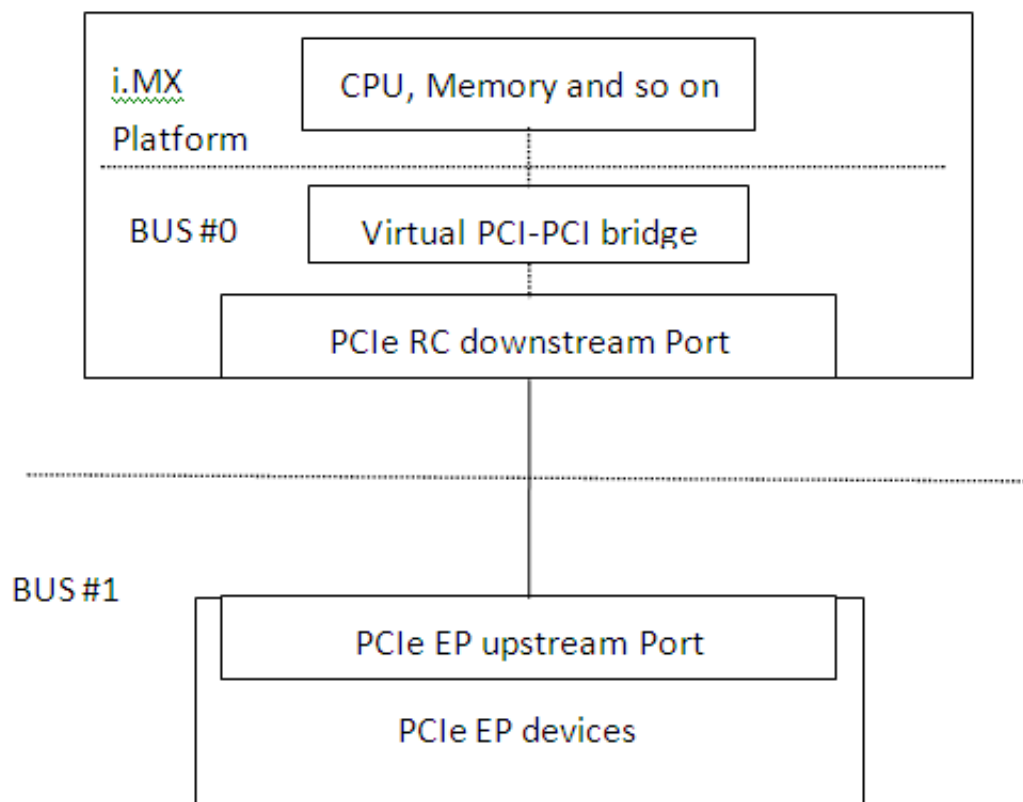 i.MX
Platform
CPU, Memory and so on
BUS #0
Virtual PCI-PCI bridge
PCIe RC downstream Port
BUS #1
PCIe EP upstream Port
PCIe EP devices